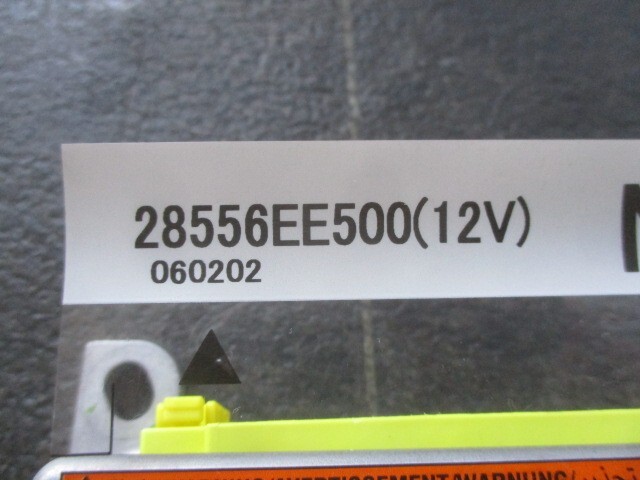 28556EE500(12V)
060202
/AVERTISSEMENT/WARNUNG/